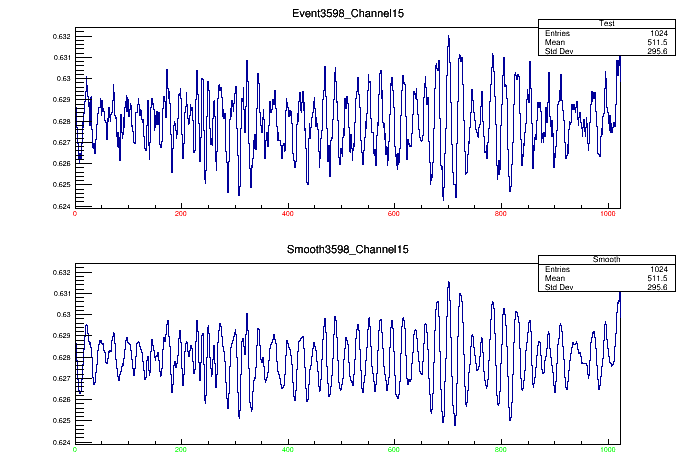 Event3598_Channel15
Test
Entries 1024
Mean 511.5
Std Dev 295.6
0.632
0.631
0.63
0.629
0.628
0.627
0.626
0.625
0.624
0 200 400 600 800 1000
Smooth3598_Channel15
Smooth
Entries 1024
Mean 511.5
Std Dev 295.6
0.632
0.631
0.63
0.629
0.628
0.627
0.626
0.625
0.624
0 200 400 600 800 1000